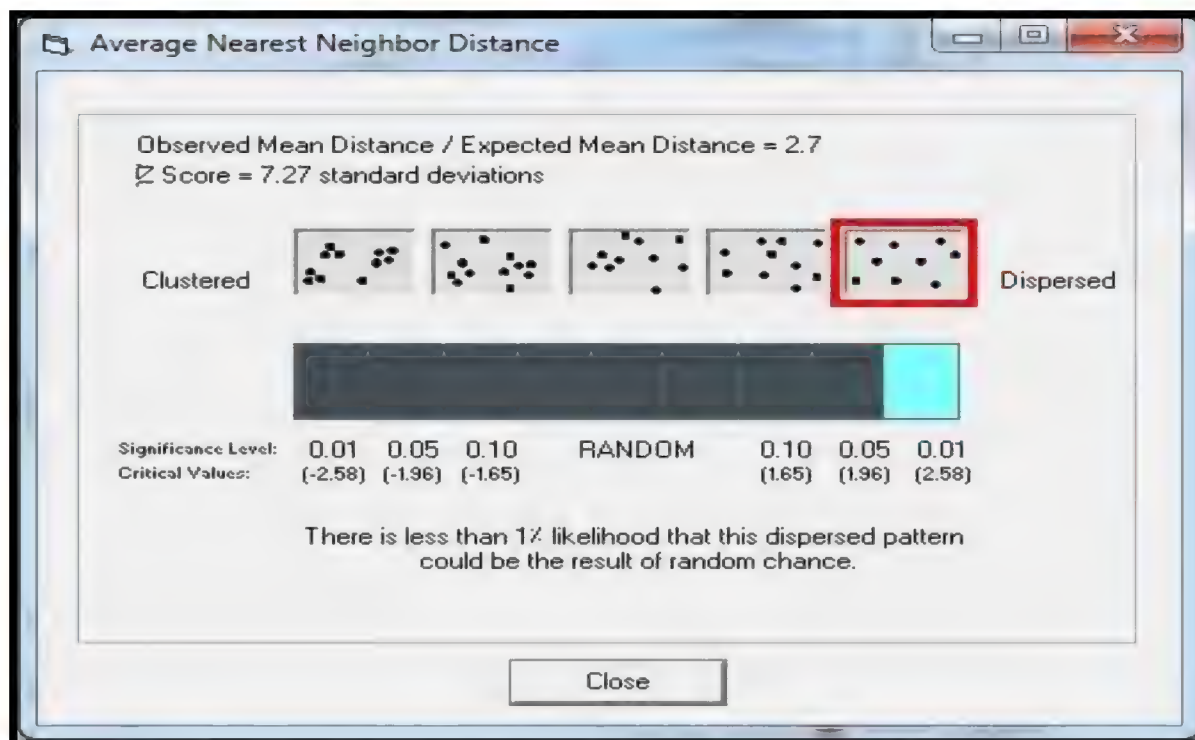 Average Nearest Neighbor Distance
Observed Mean Distance / Expected Mean Distance = 2.7
Z Score = 7.27 standard deviations
Clustered
Dispersed
Significance Level: 0.01 0.05 0.10 RANDOM 0.10 0.05 0.01
Critical Values: (-2.58) (-1.96) (-1.65) (1.65) (1.96) (2.58)
There is less than 1% likelihood that this dispersed pattern
could be the result of random chance.
Close